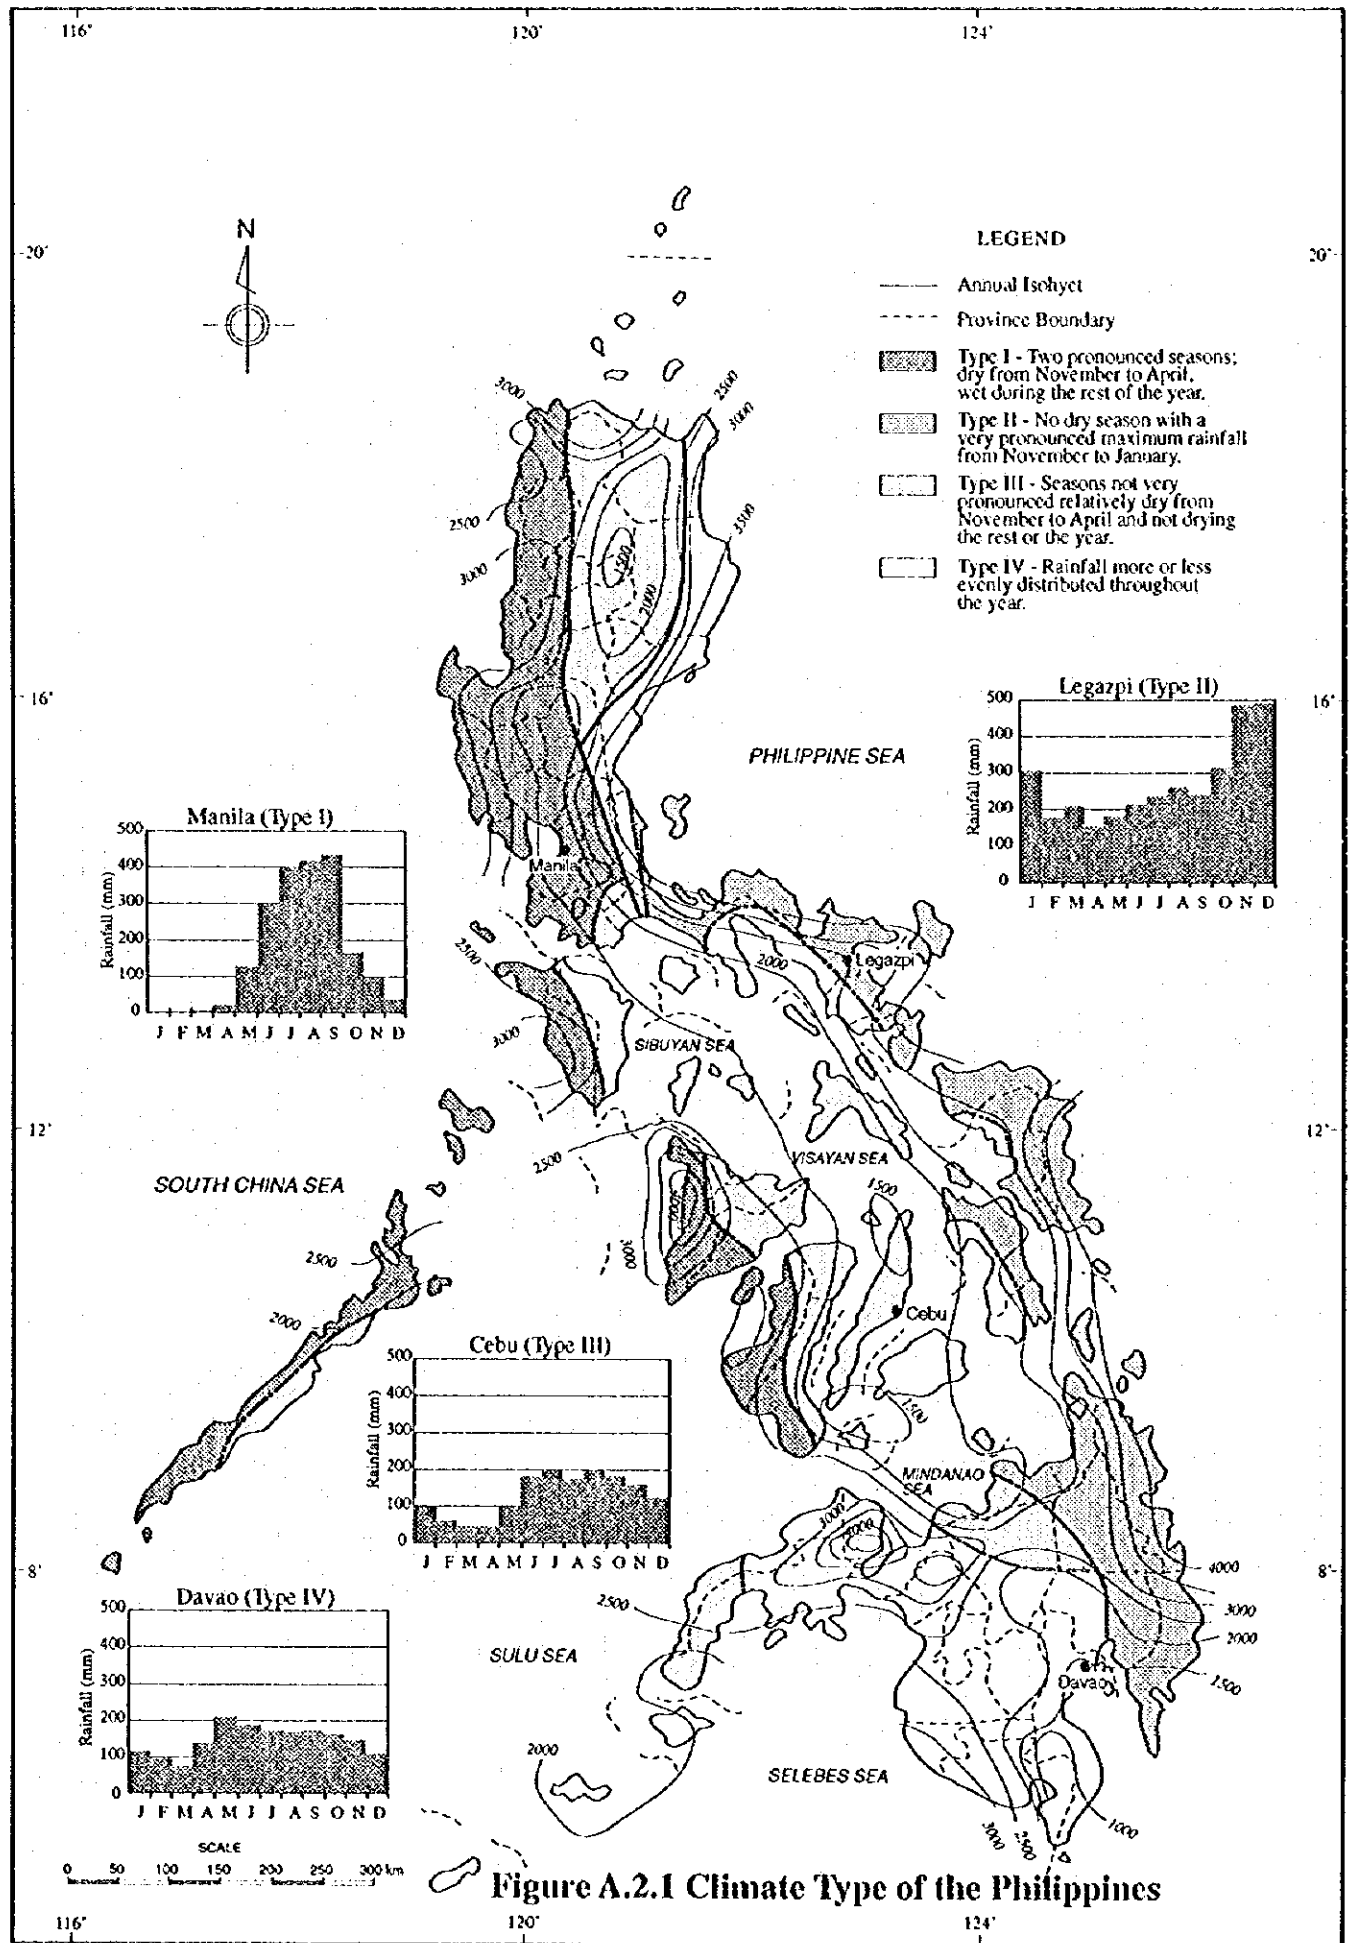 116°
120°
124°
N
20°
20°
LEGEND
Annual Isohyet
Province Boundary
Type I - Two pronounced seasons;
dry from November to April,
wet during the rest of the year.
Type II - No dry season with a
very pronounced maximum rainfall
from November to January.
Type III - Seasons not very
pronounced relatively dry from
November to April and not drying
the rest or the year.
Type IV - Rainfall more or less
evenly distributed throughout
the year.
3000
2500
3000
2500
3500
3000
1500
2000
16°
16°
Legazpi (Type II)
500
400
300
200
100
0
Rainfall (mm)
J F M A M J J A S O N D
PHILIPPINE SEA
Manila (Type I)
500
400
300
200
100
0
Rainfall (mm)
J F M A M J J A S O N D
Manila
2500
2000
Legazpi
3000
SIBUYAN SEA
12°
12°
2500
VISAYAN SEA
SOUTH CHINA SEA
1500
3000
3000
2500
2000
Cebu
Cebu (Type III)
500
400
300
200
100
0
Rainfall (mm)
J F M A M J J A S O N D
1500
MINDANAO
SEA
3000
8°
8°
4000
3000
2000
1500
2500
Davao (Type IV)
500
400
300
200
100
0
Rainfall (mm)
J F M A M J J A S O N D
SULU SEA
Davao
2000
SELEBES SEA
1000
3000
2500
SCALE
0 50 100 150 200 250 300 km
Figure A.2.1 Climate Type of the Philippines
116°
120°
124°